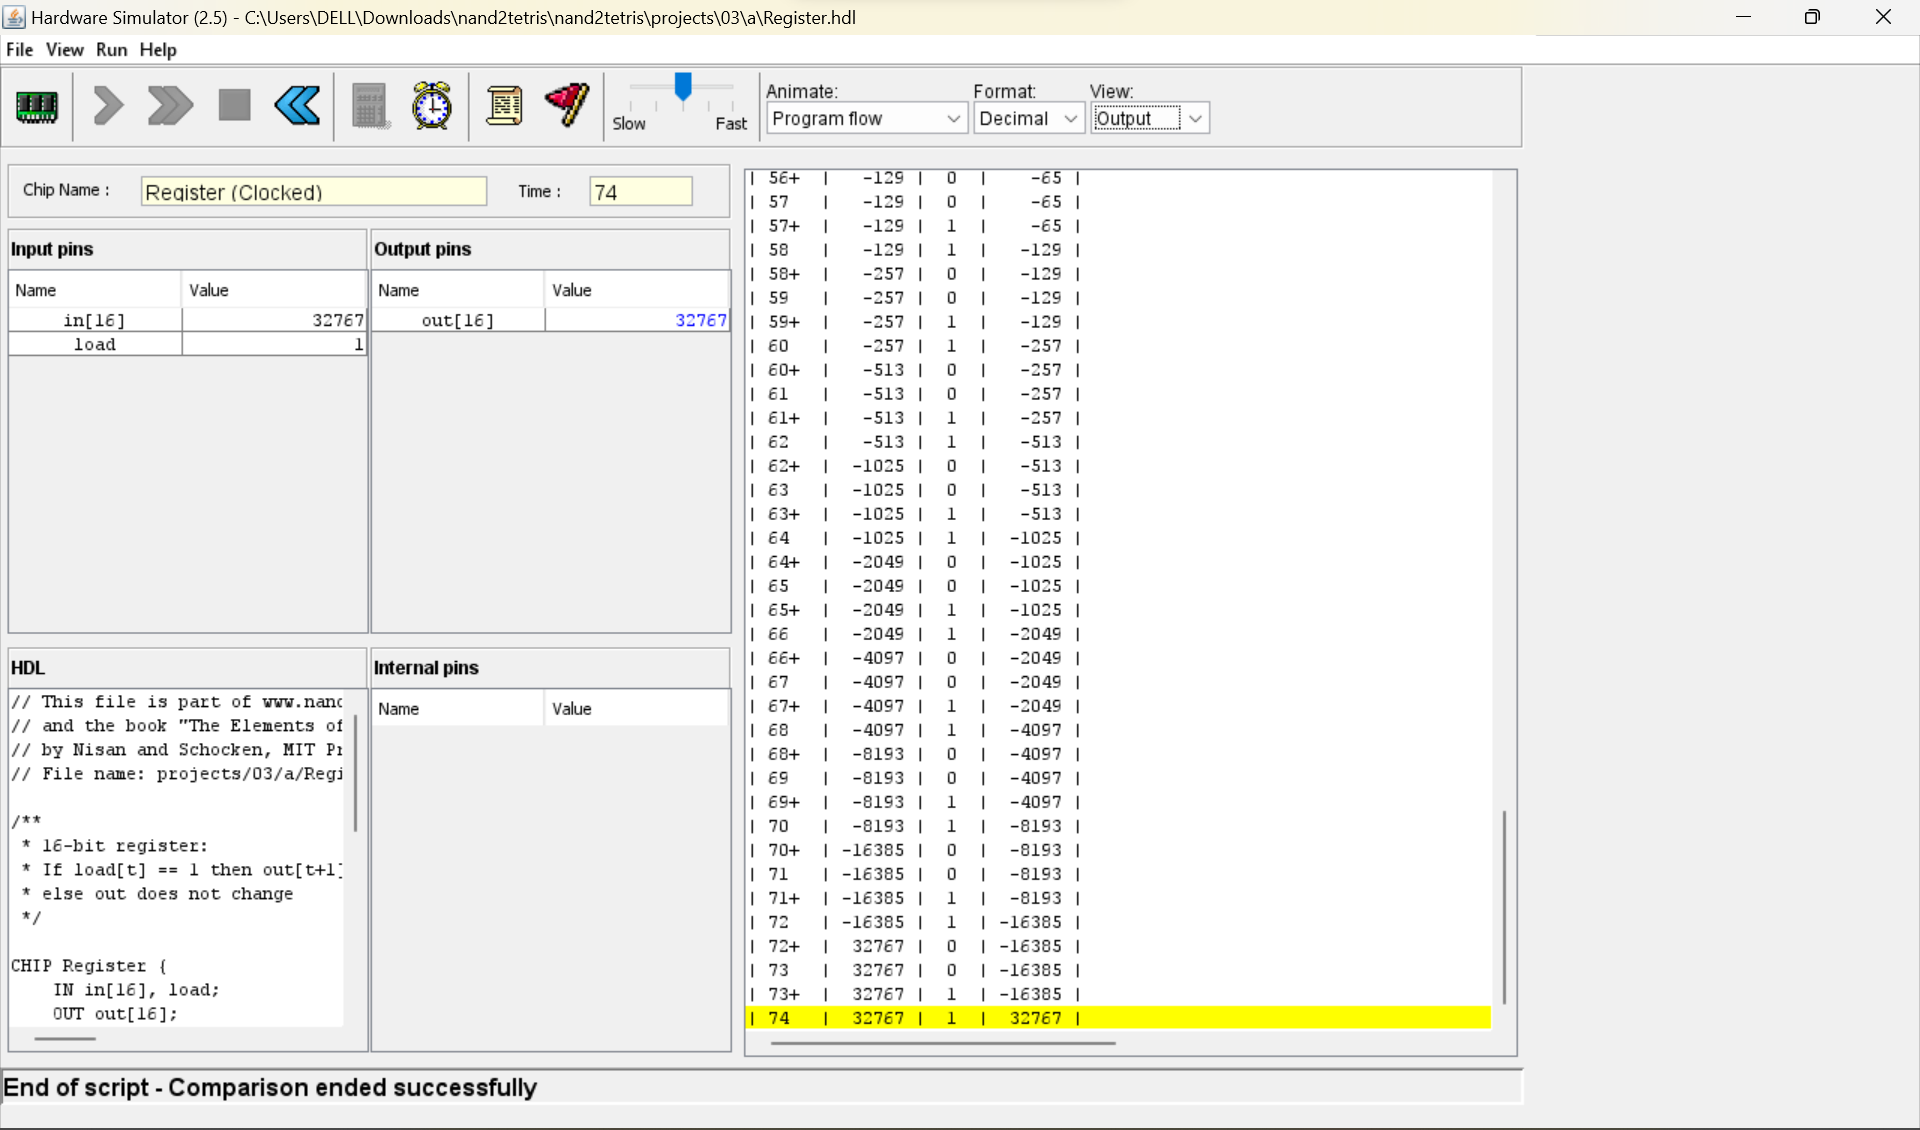 Hardware Simulator (2.5) - C:\Users\DELL\Downloads\nand2tetris\nand2tetris\projects\03\a\Register.hdl
File View Run Help
Slow Fast
Animate: Format: View:
Program flow Decimal Output
Chip Name : Register (Clocked) Time : 74
Input pins
Name Value
in[16] 32767
load 1
Output pins
Name Value
out[16] 32767
HDL
// This file is part of www.nand
// and the book "The Elements of
// by Nisan and Schocken, MIT Pr
// File name: projects/03/a/Regi
/**
* 16-bit register:
* If load[t] == 1 then out[t+1]
* else out does not change
*/
CHIP Register {
IN in[16], load;
OUT out[16];
Internal pins
Name Value
| 56+ | -129 | 0 | -65 |
| 57 | -129 | 0 | -65 |
| 57+ | -129 | 1 | -65 |
| 58 | -129 | 1 | -129 |
| 58+ | -257 | 0 | -129 |
| 59 | -257 | 0 | -129 |
| 59+ | -257 | 1 | -129 |
| 60 | -257 | 1 | -257 |
| 60+ | -513 | 0 | -257 |
| 61 | -513 | 0 | -257 |
| 61+ | -513 | 1 | -257 |
| 62 | -513 | 1 | -513 |
| 62+ | -1025 | 0 | -513 |
| 63 | -1025 | 0 | -513 |
| 63+ | -1025 | 1 | -513 |
| 64 | -1025 | 1 | -1025 |
| 64+ | -2049 | 0 | -1025 |
| 65 | -2049 | 0 | -1025 |
| 65+ | -2049 | 1 | -1025 |
| 66 | -2049 | 1 | -2049 |
| 66+ | -4097 | 0 | -2049 |
| 67 | -4097 | 0 | -2049 |
| 67+ | -4097 | 1 | -2049 |
| 68 | -4097 | 1 | -4097 |
| 68+ | -8193 | 0 | -4097 |
| 69 | -8193 | 0 | -4097 |
| 69+ | -8193 | 1 | -4097 |
| 70 | -8193 | 1 | -8193 |
| 70+ | -16385 | 0 | -8193 |
| 71 | -16385 | 0 | -8193 |
| 71+ | -16385 | 1 | -8193 |
| 72 | -16385 | 1 | -16385 |
| 72+ | 32767 | 0 | -16385 |
| 73 | 32767 | 0 | -16385 |
| 73+ | 32767 | 1 | -16385 |
| 74 | 32767 | 1 | 32767 |
End of script - Comparison ended successfully